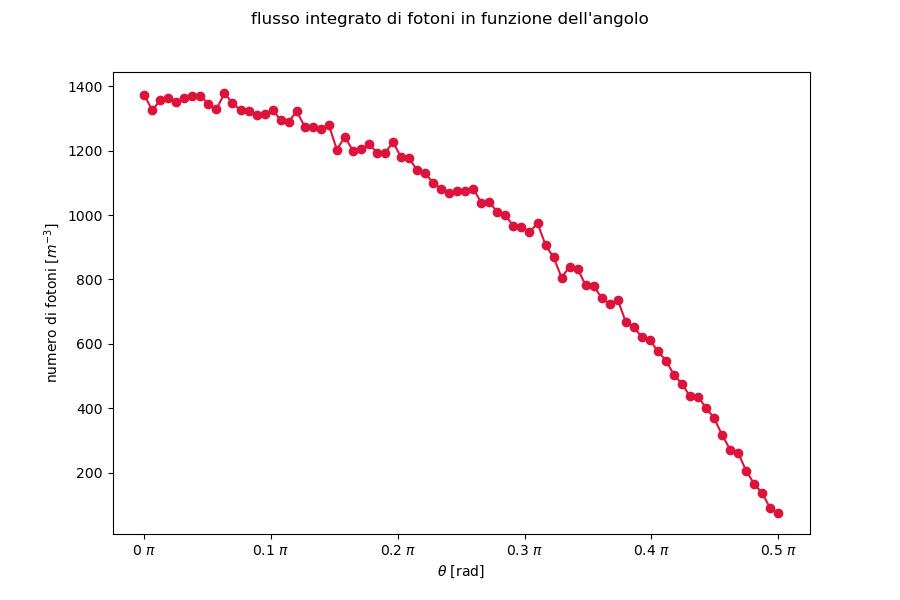 flusso integrato di fotoni in funzione dell'angolo
numero di fotoni [$m^{-3}$]
1400
1200
1000
800
600
400
200
0 π
0.1 π
0.2 π
0.3 π
0.4 π
0.5 π
θ [rad]